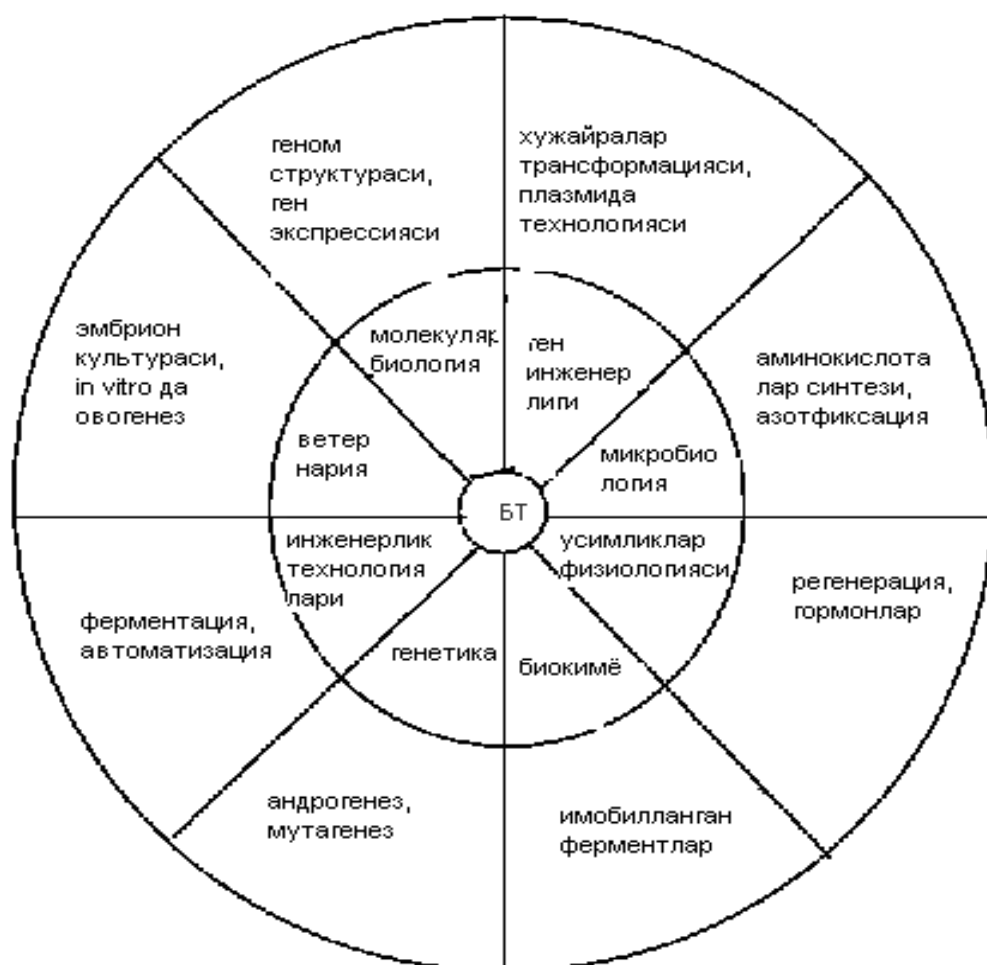 геном
структураси,
ген
экспрессияси
хужайралар
трансформацияси,
плазмида
технологияси
эмбрион
культураси,
in vitro да
овогенез
молекуляр
биология
ген
инженер
лиги
аминокислота
лар синтези,
азотфиксация
ветер
нария
микробио
логия
БТ
инженерлик
технология
лари
усимликлар
физиологияси
ферментация,
автоматизация
регенерация,
гормонлар
генетика
биокимё
андрогенез,
мутагенез
имобилланган
ферментлар